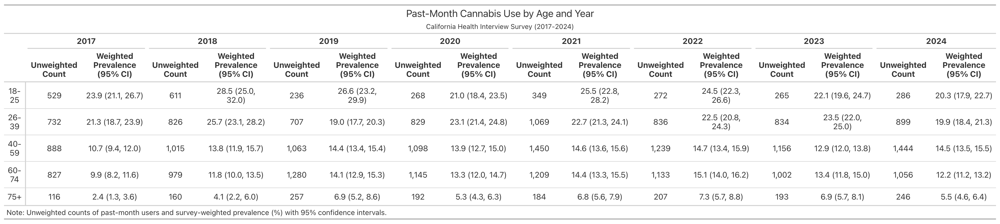 Past-Month Cannabis Use by Age and Year
California Health Interview Survey (2017-2024)
2017 2018 2019 2020 2021 2022 2023 2024
Unweighted Count Weighted Prevalence (95% CI) Unweighted Count Weighted Prevalence (95% CI) Unweighted Count Weighted Prevalence (95% CI) Unweighted Count Weighted Prevalence (95% CI) Unweighted Count Weighted Prevalence (95% CI) Unweighted Count Weighted Prevalence (95% CI) Unweighted Count Weighted Prevalence (95% CI) Unweighted Count Weighted Prevalence (95% CI)
18-25 529 23.9 (21.1, 26.7) 611 28.5 (25.0, 32.0) 236 26.6 (23.2, 29.9) 268 21.0 (18.4, 23.5) 349 25.5 (22.8, 28.2) 272 24.5 (22.3, 26.6) 265 22.1 (19.6, 24.7) 286 20.3 (17.9, 22.7)
26-39 732 21.3 (18.7, 23.9) 826 25.7 (23.1, 28.2) 707 19.0 (17.7, 20.3) 829 23.1 (21.4, 24.8) 1,069 22.7 (21.3, 24.1) 836 22.5 (20.8, 24.3) 834 23.5 (22.0, 25.0) 899 19.9 (18.4, 21.3)
40-59 888 10.7 (9.4, 12.0) 1,015 13.8 (11.9, 15.7) 1,063 14.4 (13.4, 15.4) 1,098 13.9 (12.7, 15.0) 1,450 14.6 (13.6, 15.6) 1,239 14.7 (13.4, 15.9) 1,156 12.9 (12.0, 13.8) 1,444 14.5 (13.5, 15.5)
60-74 827 9.9 (8.2, 11.6) 979 11.8 (10.0, 13.5) 1,280 14.1 (12.9, 15.3) 1,145 13.3 (12.0, 14.7) 1,209 14.4 (13.3, 15.5) 1,133 15.1 (14.0, 16.2) 1,002 13.4 (11.8, 15.0) 1,056 12.2 (11.2, 13.2)
75+ 116 2.4 (1.3, 3.6) 160 4.1 (2.2, 6.0) 257 6.9 (5.2, 8.6) 192 5.3 (4.3, 6.3) 184 6.8 (5.6, 7.9) 207 7.3 (5.7, 8.8) 193 6.9 (5.7, 8.1) 246 5.5 (4.6, 6.4)
Note: Unweighted counts of past-month users and survey-weighted prevalence (%) with 95% confidence intervals.